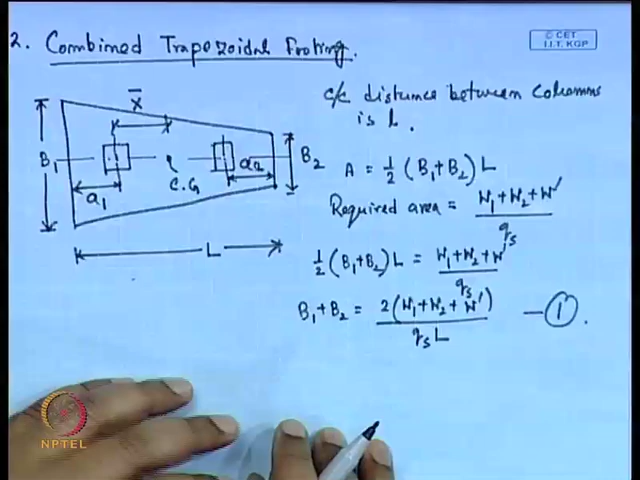 2. Combined Trapezoidal Footing.
© CET
I.I.T. KGP
c/c distance between columns
is l.
x̄
B₁
C.G
a₂
B₂
a₁
L
A = 1/2 (B₁+B₂) L
Required area = (W₁+W₂+W')/qₛ
1/2 (B₁+B₂) L = (W₁+W₂+W')/qₛ
B₁+B₂ = 2(W₁+W₂+W')/(qₛ L) — ①.
NPTEL